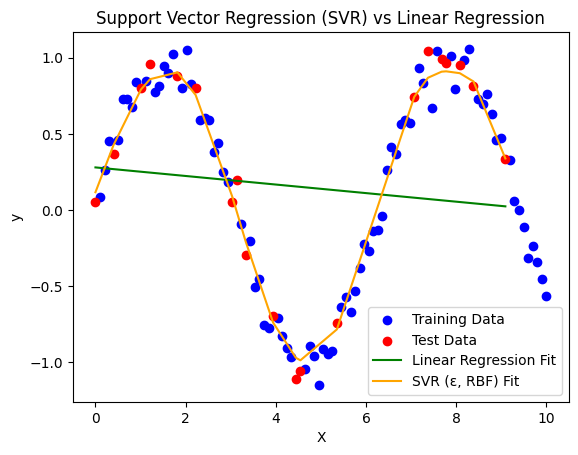 Support Vector Regression (SVR) vs Linear Regression
y
1.0
0.5
0.0
−0.5
−1.0
Training Data
Test Data
Linear Regression Fit
SVR (ε, RBF) Fit
0
2
4
6
8
10
X